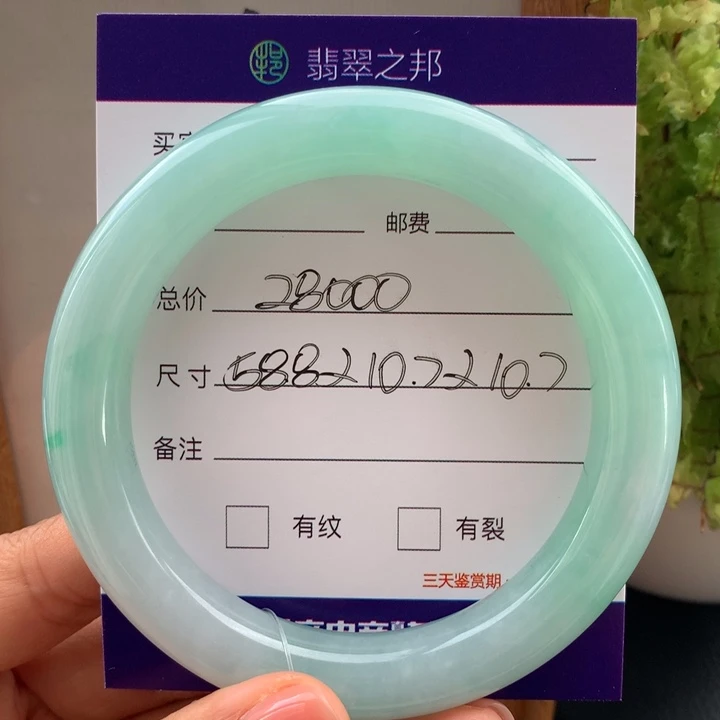 翡翠之邦
买
邮费
总价 28000
尺寸 58.8 10.7 10.7
备注
有纹 有裂
三天鉴赏期